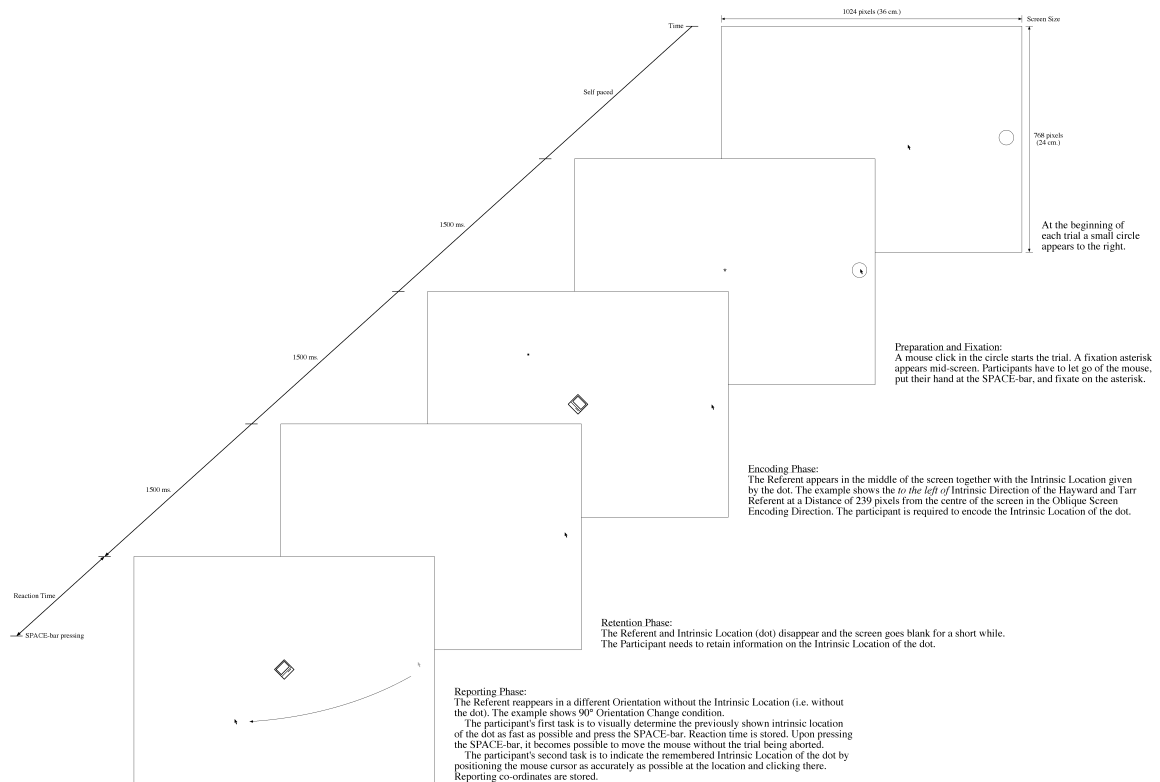 1024 pixels (36 cm.)
Screen Size
Time
Self paced
768 pixels
(24 cm.)
1500 ms.
At the beginning of
each trial a small circle
appears to the right.
*
1500 ms.
Preparation and Fixation:
A mouse click in the circle starts the trial. A fixation asterisk
appears mid-screen. Participants have to let go of the mouse,
put their hand at the SPACE-bar, and fixate on the asterisk.
1500 ms.
Encoding Phase:
The Referent appears in the middle of the screen together with the Intrinsic Location given
by the dot. The example shows the to the left of Intrinsic Direction of the Hayward and Tarr
Referent at a Distance of 239 pixels from the centre of the screen in the Oblique Screen
Encoding Direction. The participant is required to encode the Intrinsic Location of the dot.
Reaction Time
SPACE-bar pressing
Retention Phase:
The Referent and Intrinsic Location (dot) disappear and the screen goes blank for a short while.
The Participant needs to retain information on the Intrinsic Location of the dot.
Reporting Phase:
The Referent reappears in a different Orientation without the Intrinsic Location (i.e. without
the dot). The example shows 90° Orientation Change condition.
The participant's first task is to visually determine the previously shown intrinsic location
of the dot as fast as possible and press the SPACE-bar. Reaction time is stored. Upon pressing
the SPACE-bar, it becomes possible to move the mouse without the trial being aborted.
The participant's second task is to indicate the remembered Intrinsic Location of the dot by
positioning the mouse cursor as accurately as possible at the location and clicking there.
Reporting co-ordinates are stored.